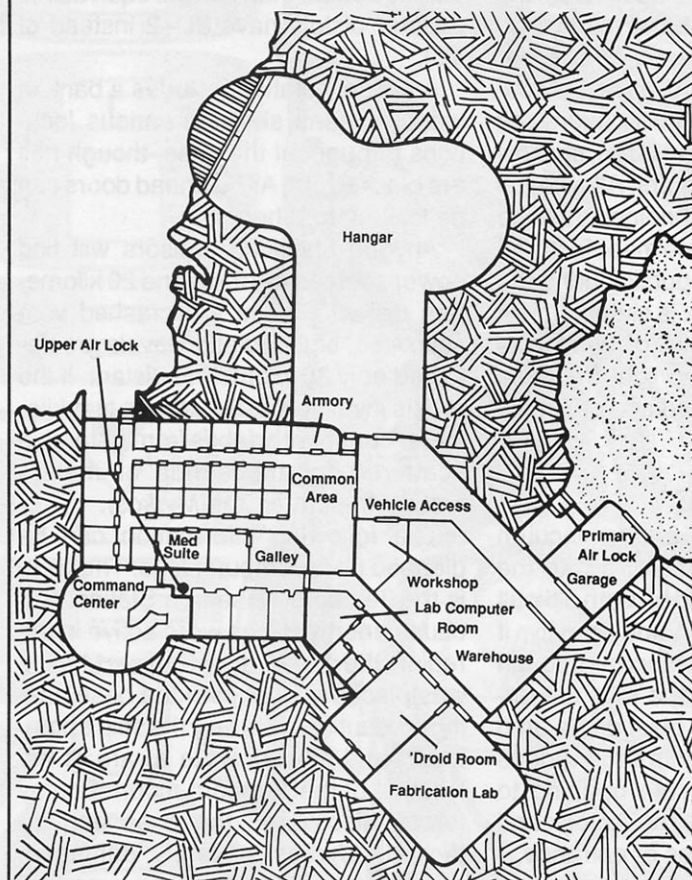 Hangar
Upper Air Lock
Armory
Common
Area
Vehicle Access
Primary
Air Lock
Garage
Med
Suite
Galley
Command
Center
Workshop
Lab Computer
Room
Warehouse
'Droid Room
Fabrication Lab